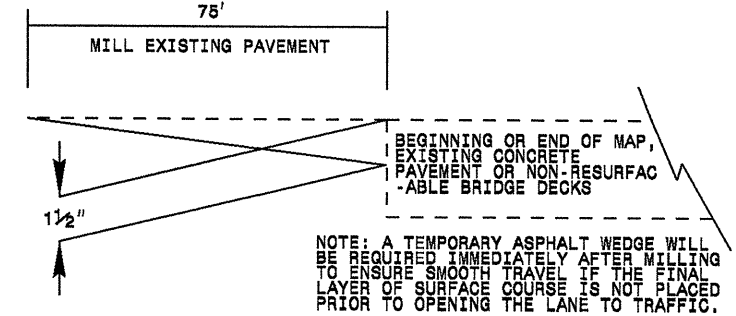 75'
MILL EXISTING PAVEMENT
BEGINNING OR END OF MAP,
EXISTING CONCRETE
PAVEMENT OR NON-RESURFAC
-ABLE BRIDGE DECKS
1½"
NOTE: A TEMPORARY ASPHALT WEDGE WILL
BE REQUIRED IMMEDIATELY AFTER MILLING
TO ENSURE SMOOTH TRAVEL IF THE FINAL
LAYER OF SURFACE COURSE IS NOT PLACED
PRIOR TO OPENING THE LANE TO TRAFFIC.